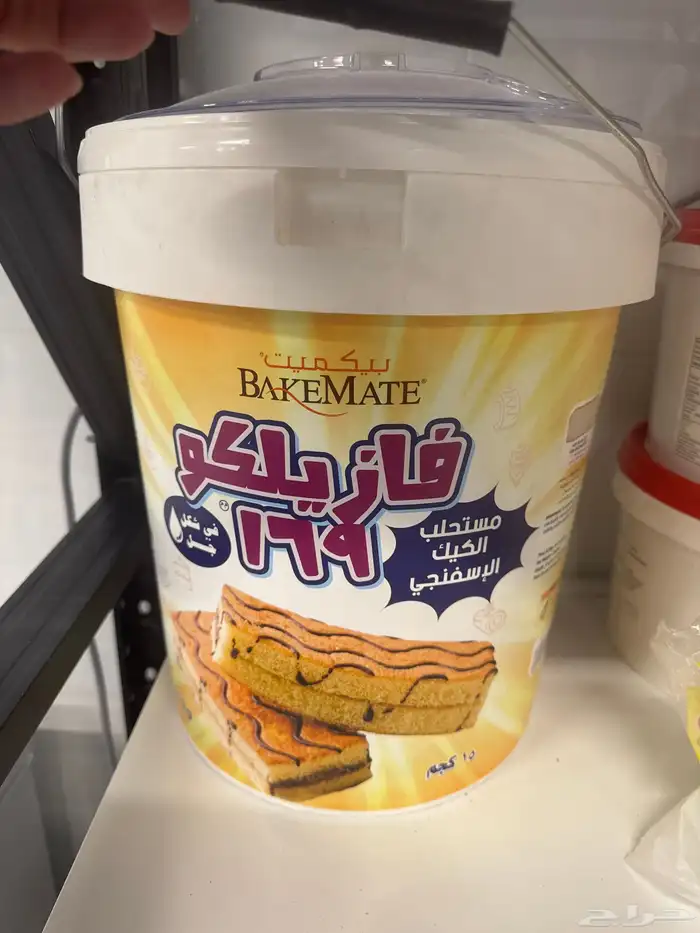 بيكميت
BAKEMATE
فازيلكو
١٦٩
في شكل
جل
مستحلب
الكيك
الإسفنجي
١٥ كجم
حراج